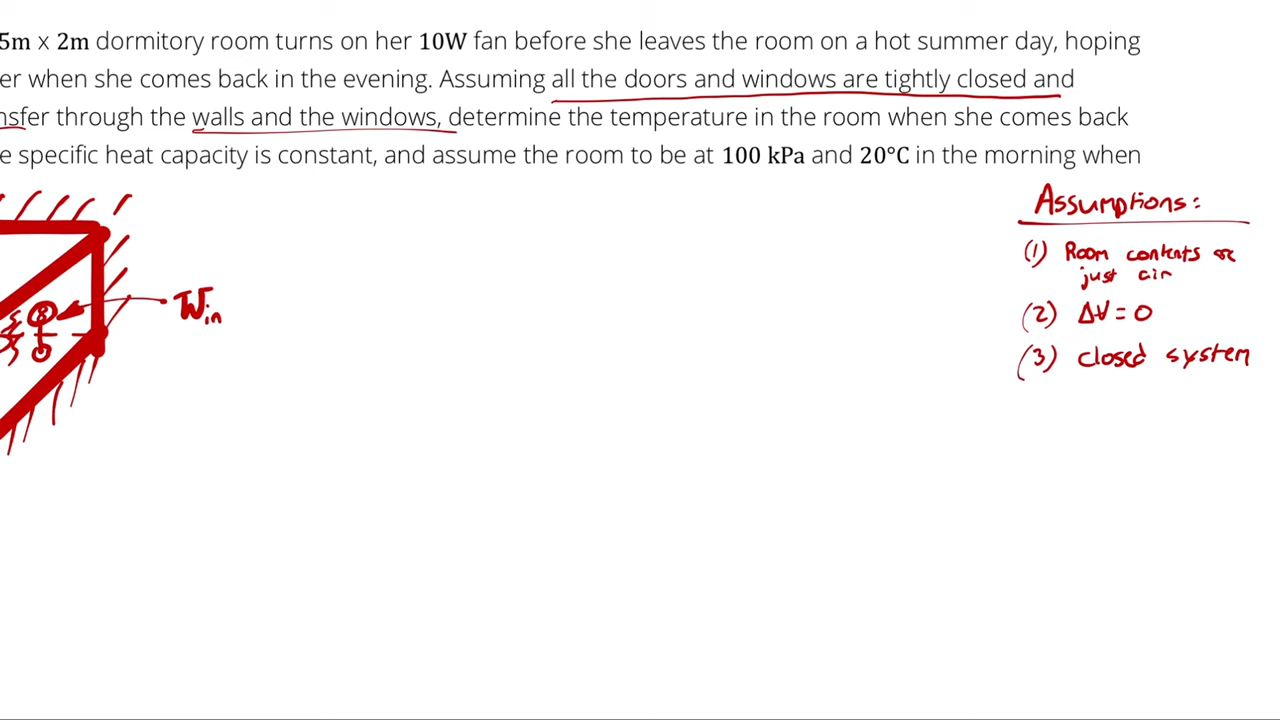 5m x 2m dormitory room turns on her 10W fan before she leaves the room on a hot summer day, hoping
er when she comes back in the evening. Assuming all the doors and windows are tightly closed and
nsfer through the walls and the windows, determine the temperature in the room when she comes back
e specific heat capacity is constant, and assume the room to be at 100 kPa and 20°C in the morning when
Assumptions:
(1) Room contents are
just air
(2) ΔV = 0
(3) closed system
Ẇin